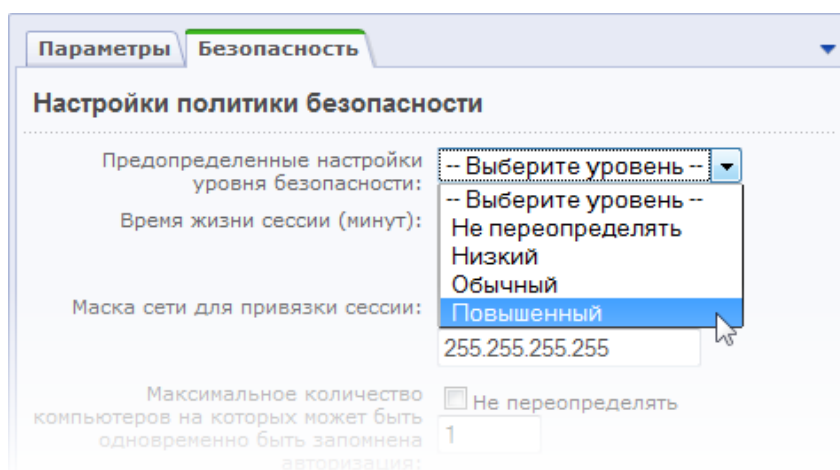 Параметры
Безопасность
Настройки политики безопасности
Предопределенные настройки
уровня безопасности:
-- Выберите уровень --
-- Выберите уровень --
Не переопределять
Низкий
Обычный
Повышенный
Время жизни сессии (минут):
Маска сети для привязки сессии:
255.255.255.255
Максимальное количество
компьютеров на которых может быть
одновременно быть запомнена
авторизация:
Не переопределять
1